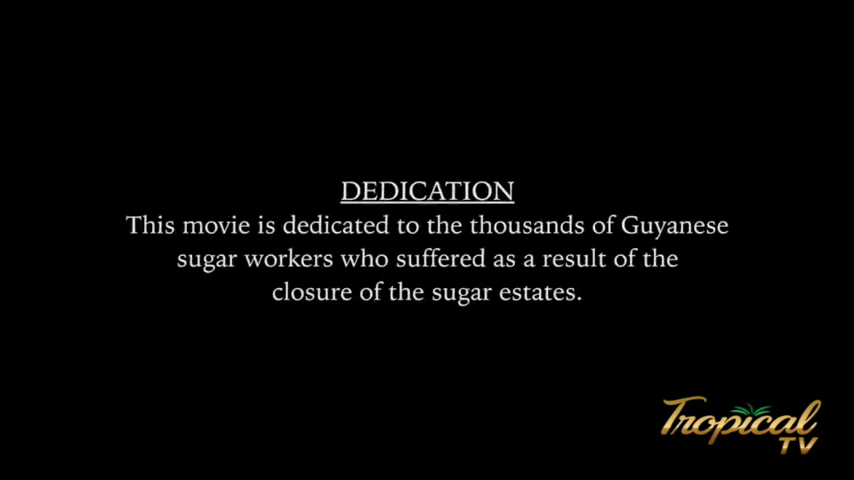 DEDICATION
This movie is dedicated to the thousands of Guyanese
sugar workers who suffered as a result of the
closure of the sugar estates.
Tropical
TV